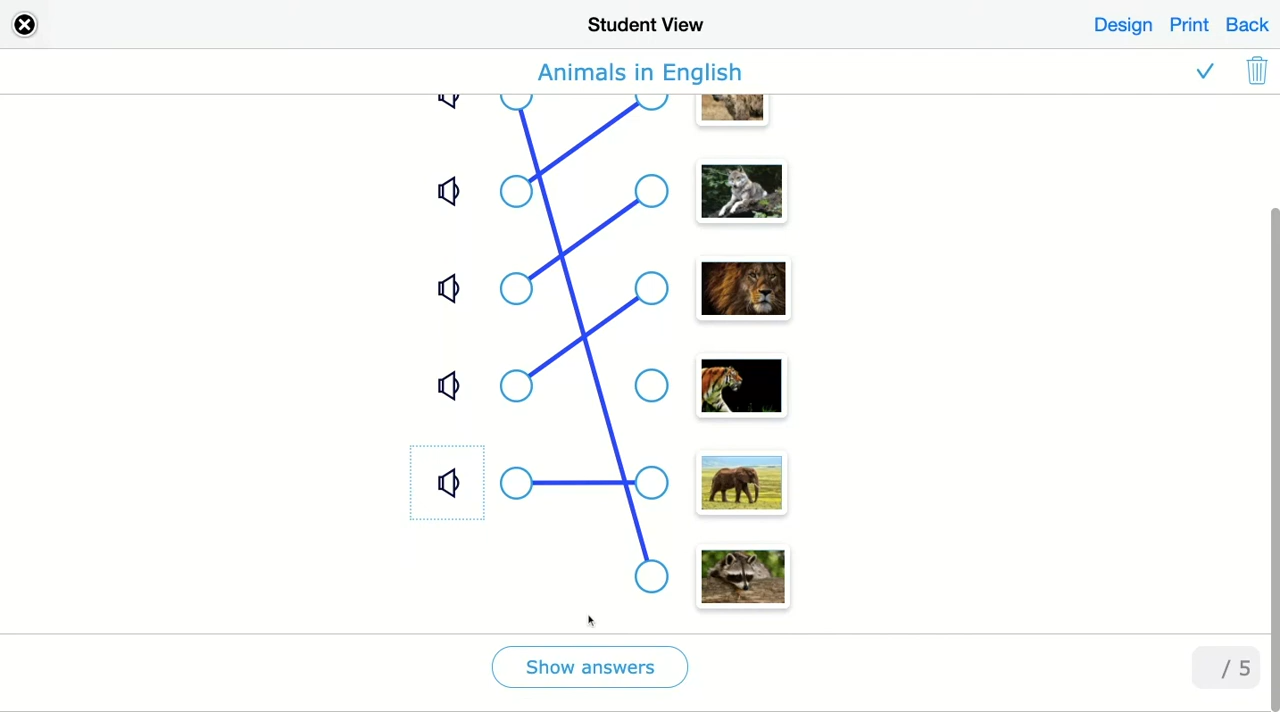 Student View
Design Print Back
Animals in English
Show answers
/ 5